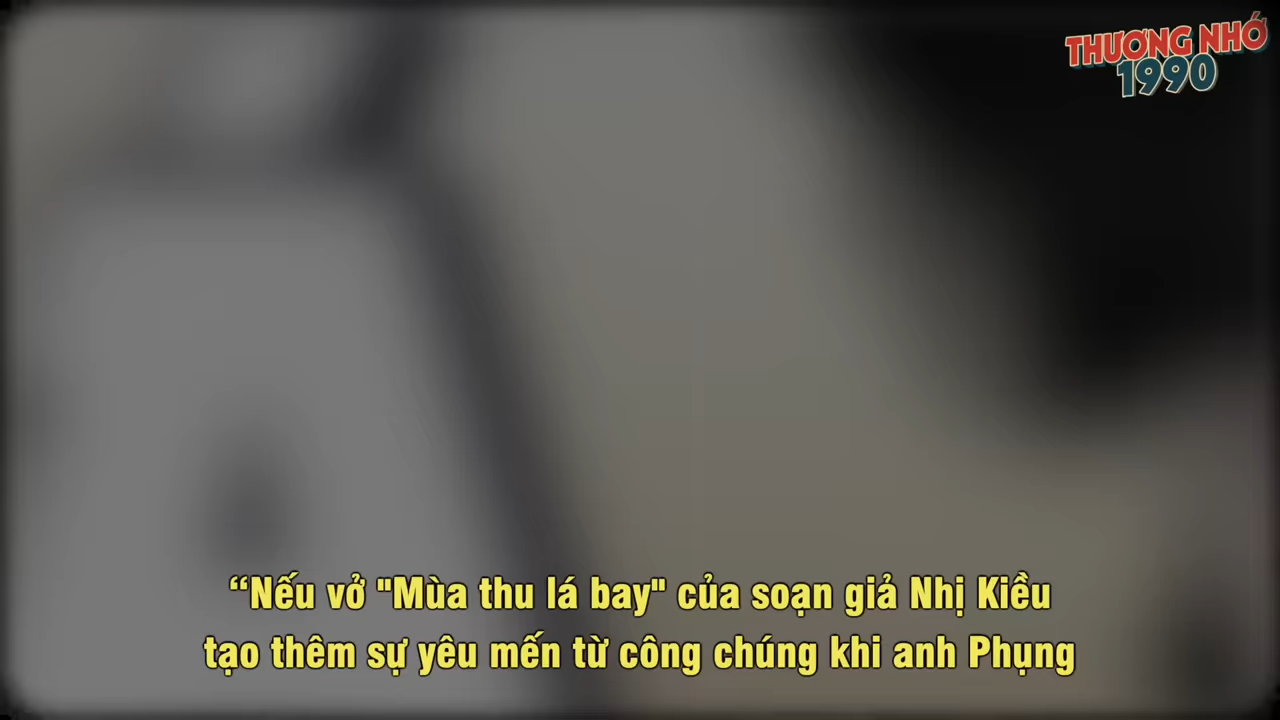 THƯƠNG NHỚ
1990
“Nếu vở "Mùa thu lá bay" của soạn giả Nhị Kiều
tạo thêm sự yêu mến từ công chúng khi anh Phụng